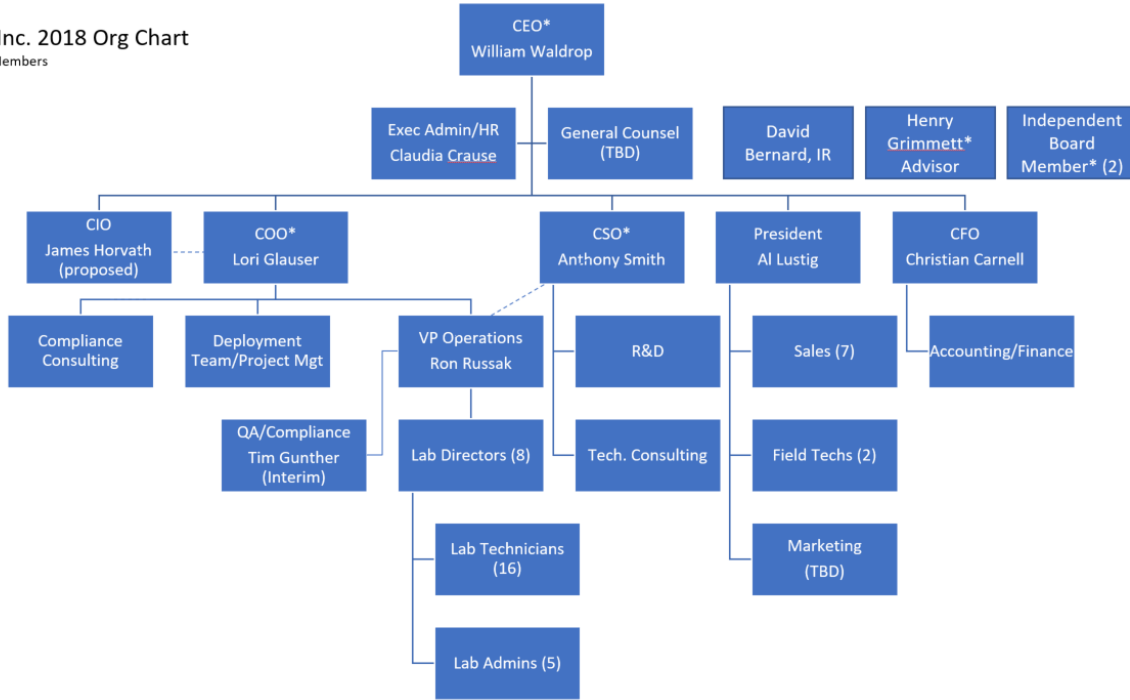 Inc. 2018 Org Chart
CEO*
William Waldrop
Exec Admin/HR
Claudia Crause
General Counsel
(TBD)
David
Bernard, IR
Henry
Grimmett*
Advisor
Independent
Board
Member* (2)
CIO
James Horvath
(proposed)
COO*
Lori Glauser
CSO*
Anthony Smith
President
Al Lustig
CFO
Christian Carnell
Compliance
Consulting
Deployment
Team/Project Mgt
VP Operations
Ron Russak
R&D
Sales (7)
Accounting/Finance
QA/Compliance
Tim Gunther
(Interim)
Lab Directors (8)
Tech. Consulting
Field Techs (2)
Lab Technicians
(16)
Marketing
(TBD)
Lab Admins (5)